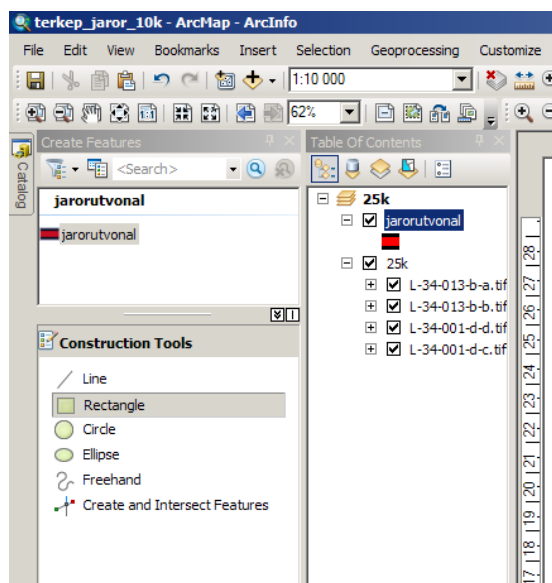 terkep_jaror_10k - ArcMap - ArcInfo
File Edit View Bookmarks Insert Selection Geoprocessing Customize
1:10 000
62%
Create Features
Table Of Contents
Catalog
<Search>
jarorutvonal
jarorutvonal
Construction Tools
Line
Rectangle
Circle
Ellipse
Freehand
Create and Intersect Features
25k
jarorutvonal
25k
L-34-013-b-a.tif
L-34-013-b-b.tif
L-34-001-d-d.tif
L-34-001-d-c.tif
28
27
26
25
24
23
22
21
20
19
18
17